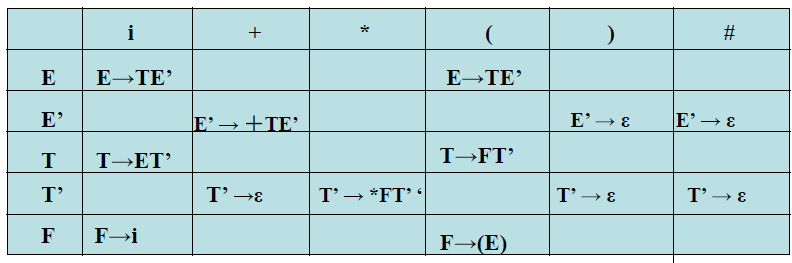 i + * ( ) #
E E→TE’ E→TE’
E’ E’ → ＋TE’ E’ → ε E’ → ε
T T→ET’ T→FT’
T’ T’ →ε T’ → *FT’ ‘ T’ → ε T’ → ε
F F→i F→(E)